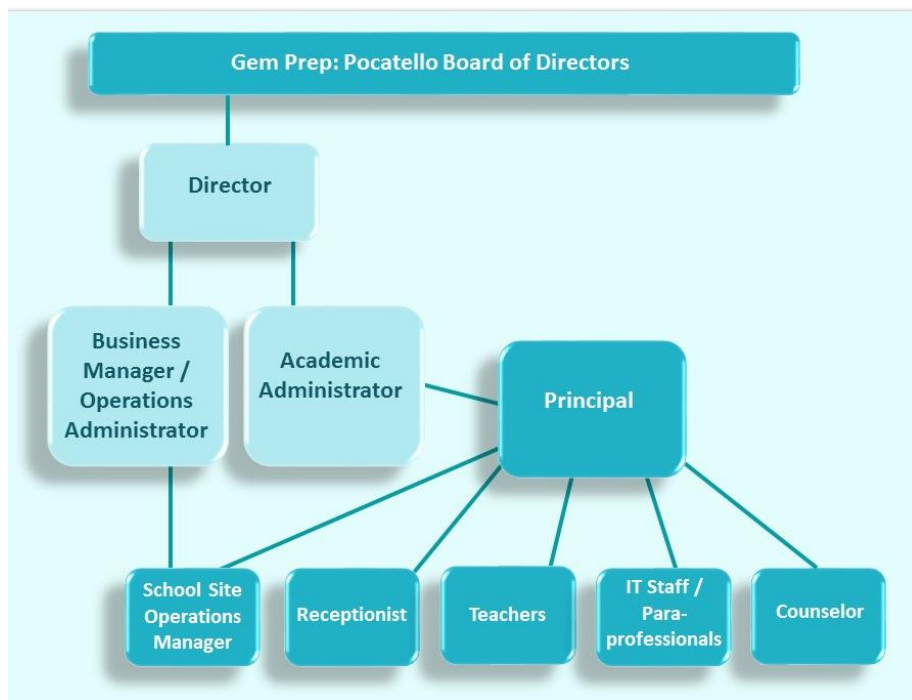 Gem Prep: Pocatello Board of Directors
Director
Business
Manager /
Operations
Administrator
Academic
Administrator
Principal
School Site
Operations
Manager
Receptionist
Teachers
IT Staff /
Para-
professionals
Counselor